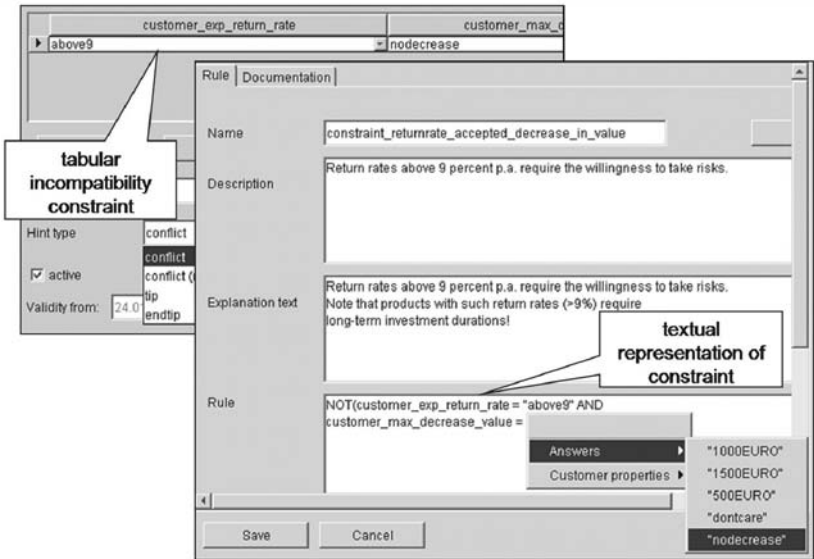 customer_exp_return_rate customer_max_d
above9 nodecrease
tabular
incompatibility
constraint
Hint type conflict
conflict
conflict (
tip
endtip
active
Validity from: 24.0
Rule Documentation
Name constraint_returnrate_accepted_decrease_in_value
Description Return rates above 9 percent p.a. require the willingness to take risks.
Explanation text Return rates above 9 percent p.a. require the willingness to take risks.
Note that products with such return rates (>9%) require
long-term investment durations!
textual
representation of
constraint
Rule NOT(customer_exp_return_rate = "above9" AND
customer_max_decrease_value =
Answers
Customer properties
"1000EURO"
"1500EURO"
"500EURO"
"dontcare"
"nodecrease"
Save Cancel